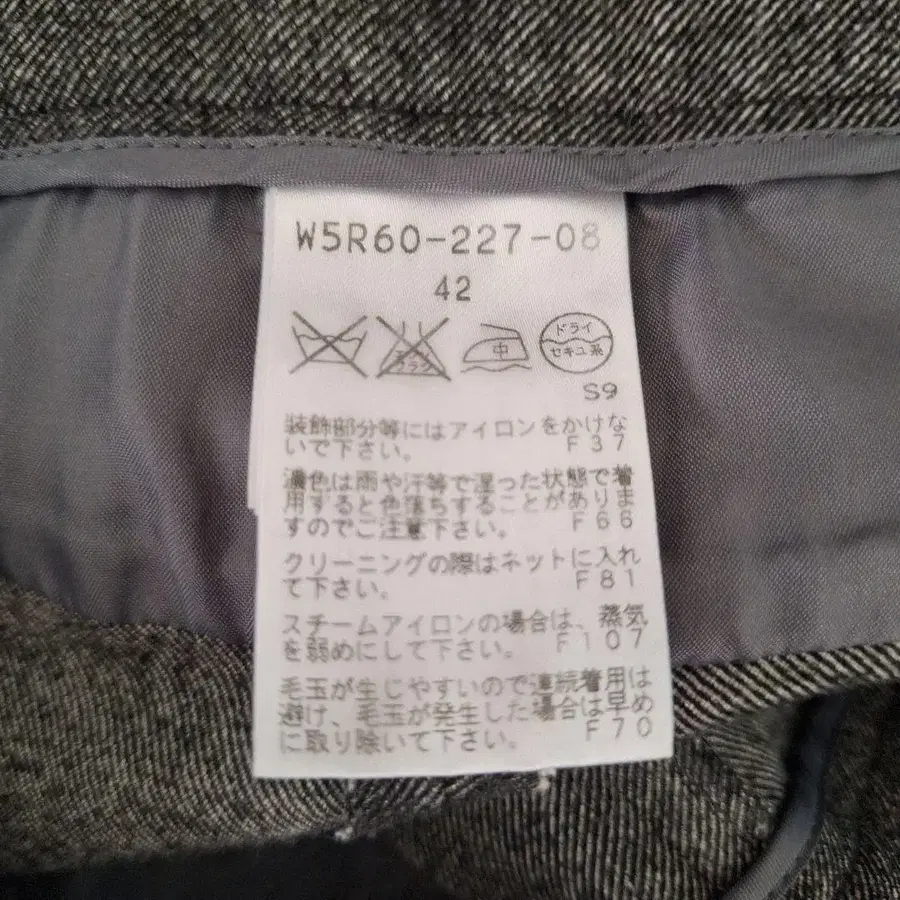 W5R60-227-08
42
エンソ
サラシ
中
ドライ
セキユ系
S9
装飾部分等にはアイロンをかけな
いで下さい。 F37
濃色は雨や汗等で湿った状態で着
用すると色落ちすることがありま
すのでご注意下さい。 F66
クリーニングの際はネットに入れ
て下さい。 F81
スチームアイロンの場合は、蒸気
を弱めにして下さい。 F107
毛玉が生じやすいので連続着用は
避け、毛玉が発生した場合は早め
に取り除いて下さい。 F70